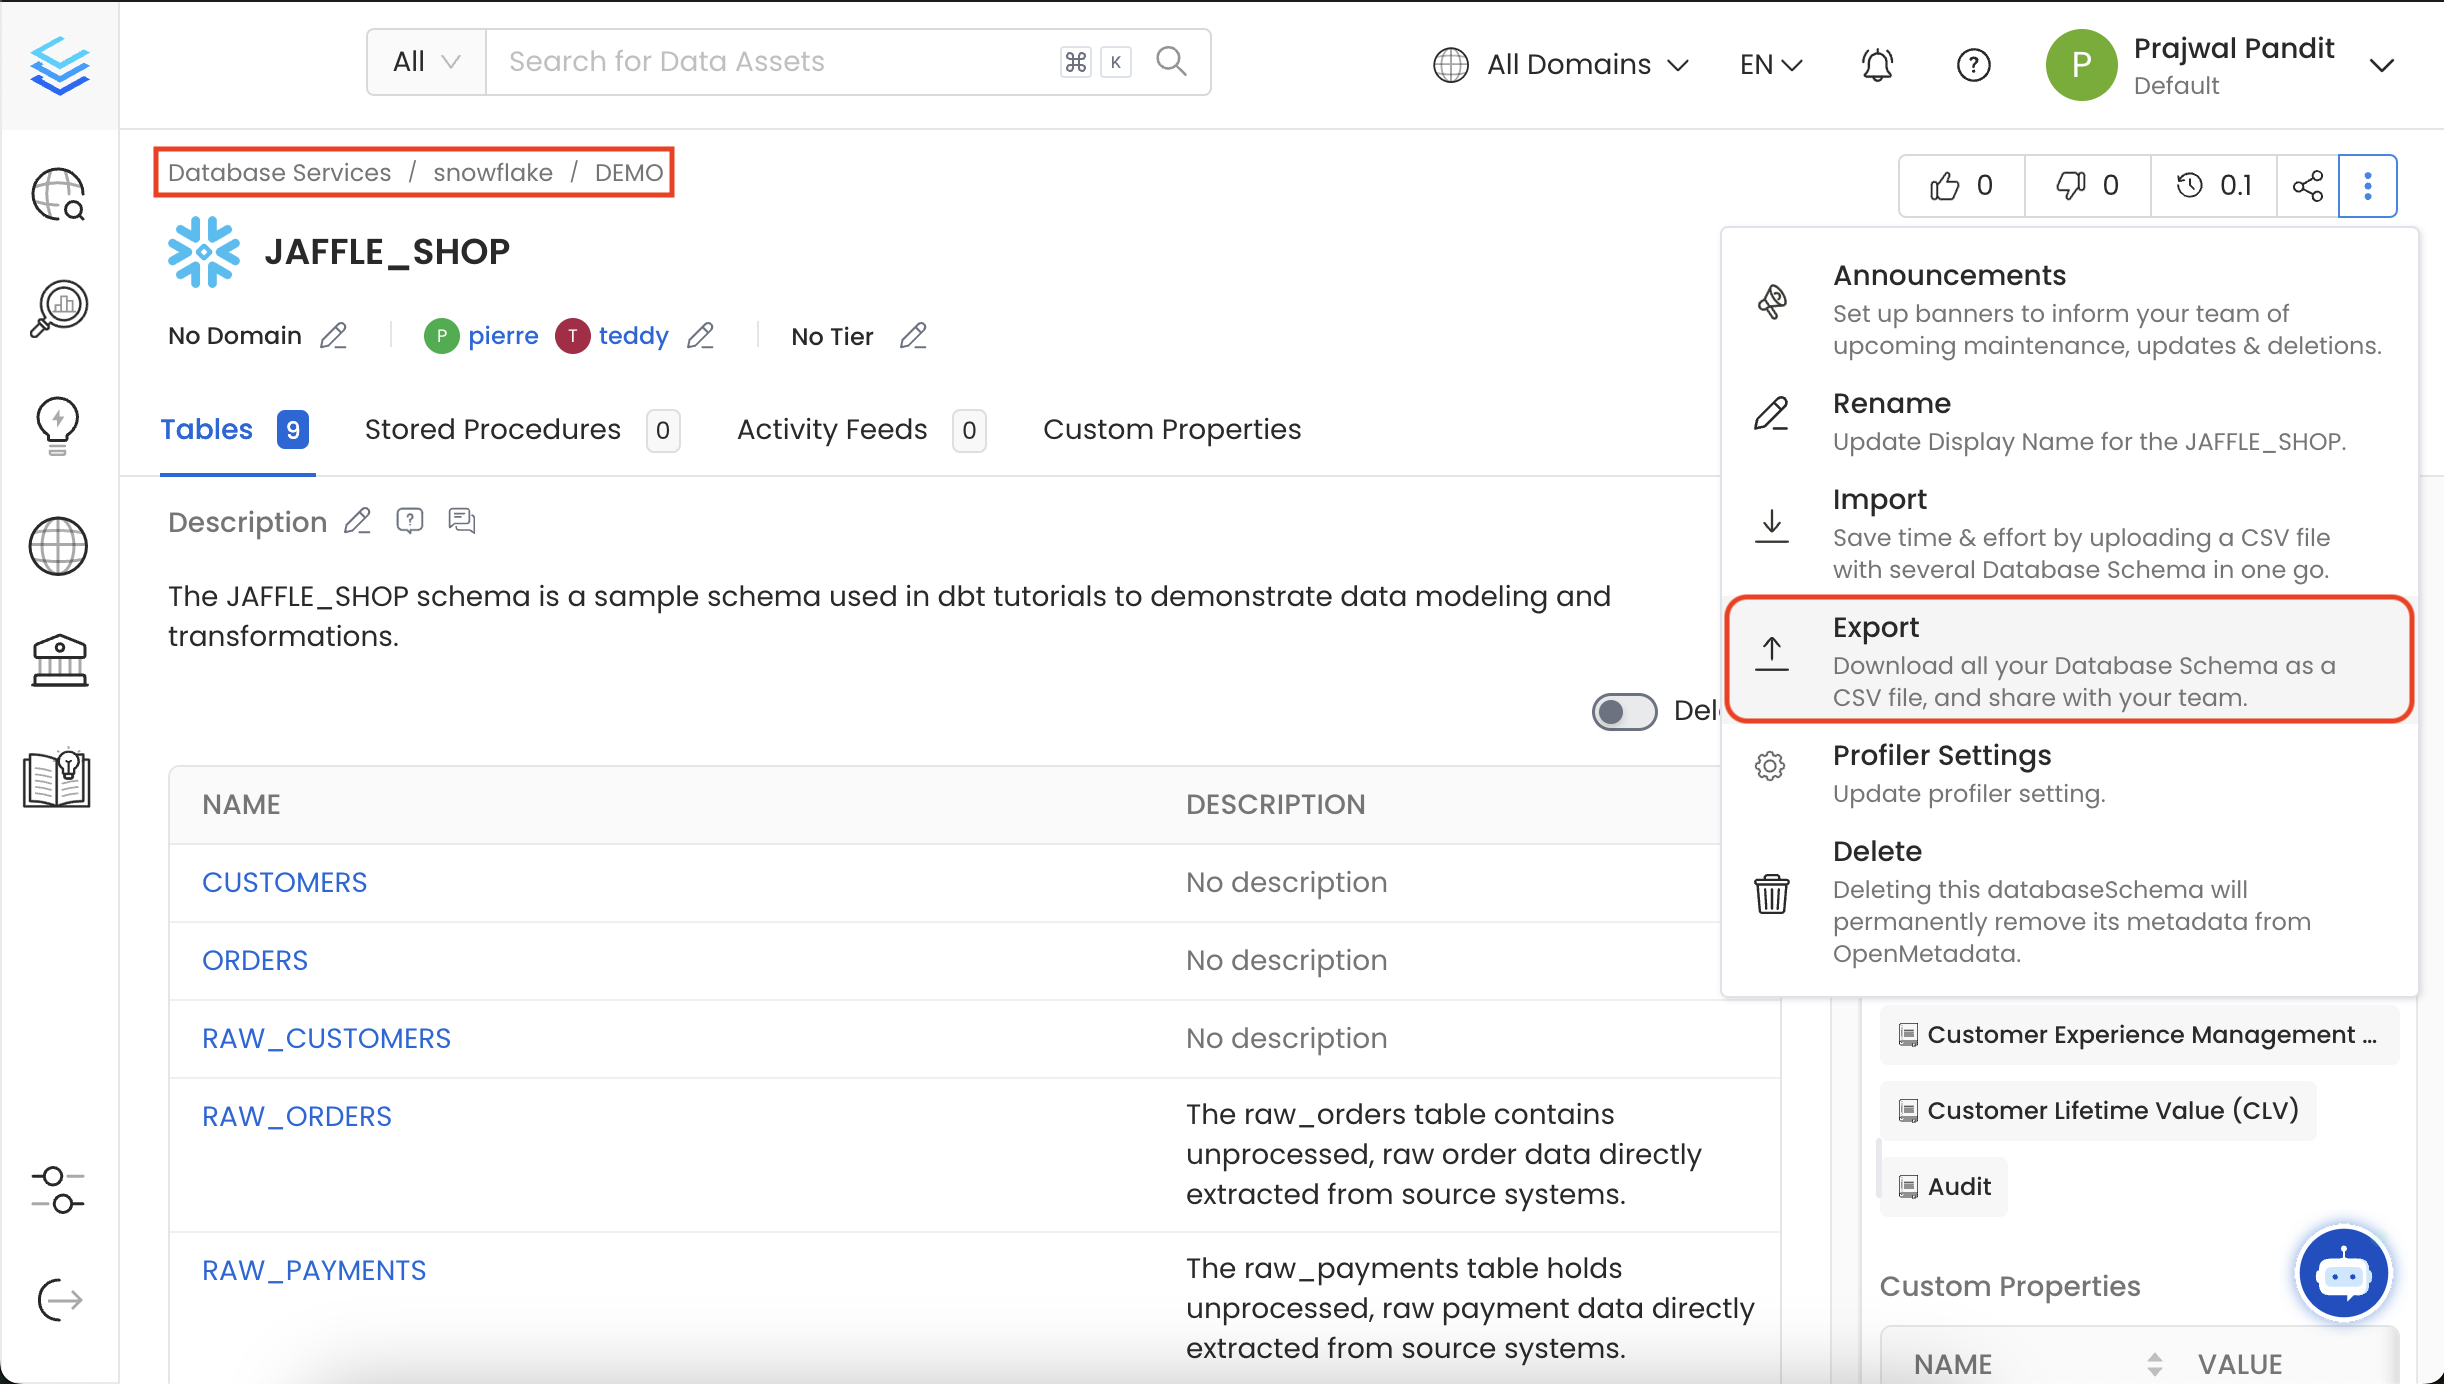 All
Search for Data Assets
⌘ K
All Domains
EN
P
Prajwal Pandit
Default
Database Services / snowflake / DEMO
0
0
0.1
JAFFLE_SHOP
No Domain
P pierre T teddy
No Tier
Tables 9
Stored Procedures 0
Activity Feeds 0
Custom Properties
Description
The JAFFLE_SHOP schema is a sample schema used in dbt tutorials to demonstrate data modeling and
transformations.
Announcements
Set up banners to inform your team of
upcoming maintenance, updates & deletions.
Rename
Update Display Name for the JAFFLE_SHOP.
Import
Save time & effort by uploading a CSV file
with several Database Schema in one go.
Export
Download all your Database Schema as a
CSV file, and share with your team.
Profiler Settings
Update profiler setting.
Delete
Deleting this databaseSchema will
permanently remove its metadata from
OpenMetadata.
NAME DESCRIPTION
CUSTOMERS No description
ORDERS No description
RAW_CUSTOMERS No description
RAW_ORDERS The raw_orders table contains
unprocessed, raw order data directly
extracted from source systems.
RAW_PAYMENTS The raw_payments table holds
unprocessed, raw payment data directly
extracted from source systems.
Customer Experience Management ...
Customer Lifetime Value (CLV)
Audit
Custom Properties
NAME VALUE